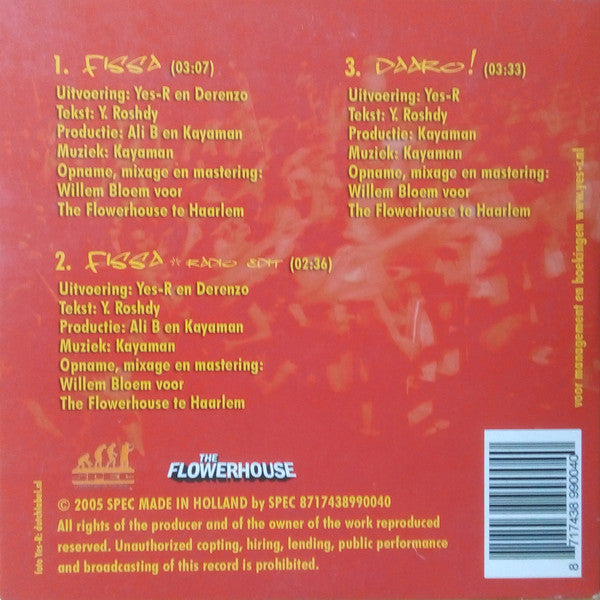 1. FISSA (03:07)
Uitvoering: Yes-R en Derenzo
Tekst: Y. Roshdy
Productie: Ali B en Kayaman
Muziek: Kayaman
Opname, mixage en mastering:
Willem Bloem voor
The Flowerhouse te Haarlem
2. FISSA * RADIO EDIT (02:36)
Uitvoering: Yes-R en Derenzo
Tekst: Y. Roshdy
Productie: Ali B en Kayaman
Muziek: Kayaman
Opname, mixage en mastering:
Willem Bloem voor
The Flowerhouse te Haarlem
3. DAARO! (03:33)
Uitvoering: Yes-R
Tekst: Y. Roshdy
Productie: Kayaman
Muziek: Kayaman
Opname, mixage en mastering:
Willem Bloem voor
The Flowerhouse te Haarlem
voor management en boekingen www.yes-r.nl
THE
FLOWERHOUSE
© 2005 SPEC MADE IN HOLLAND by SPEC 8717438990040
All rights of the producer and of the owner of the work reproduced
reserved. Unauthorized copting, hiring, lending, public performance
and broadcasting of this record is prohibited.
foto Yes-R: dutchlabel.nl
8 717438 990040